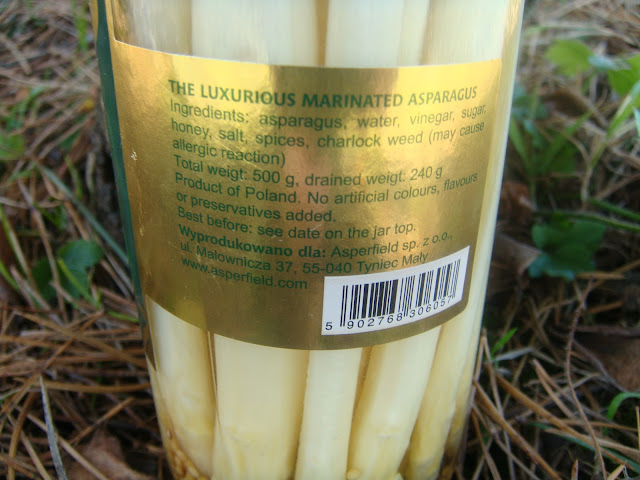 THE LUXURIOUS MARINATED ASPARAGUS
Ingredients: asparagus, water, vinegar, sugar,
honey, salt, spices, charlock weed (may cause
allergic reaction)
Total weigt: 500 g, drained weigt. 240 g
Product of Poland. No artificial colours, flavours
or preservatives added.
Best before: see date on the jar top.
Wyprodukowano dla: Asperfield sp. z o.o.,
ul. Malownicza 37, 55-040 Tyniec Mały
www.asperfield.com
5 902768 306057